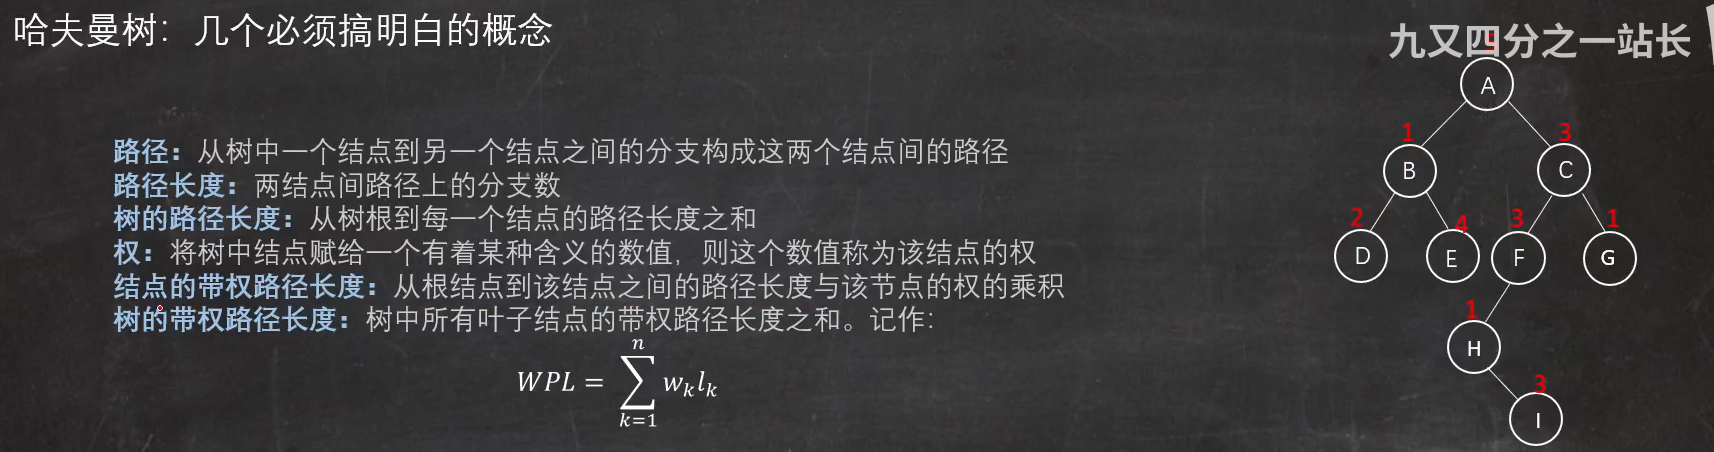 哈夫曼树：几个必须搞明白的概念
九又四分之一站长
路径：从树中一个结点到另一个结点之间的分支构成这两个结点间的路径
路径长度：两结点间路径上的分支数
树的路径长度：从树根到每一个结点的路径长度之和
权：将树中结点赋给一个有着某种含义的数值，则这个数值称为该结点的权
结点的带权路径长度：从根结点到该结点之间的路径长度与该节点的权的乘积
树的带权路径长度：树中所有叶子结点的带权路径长度之和。记作：
WPL = ∑_{k=1}^{n} w_k l_k
A
1 3
B C
2 4 3 1
D E F G
1
H
3
I